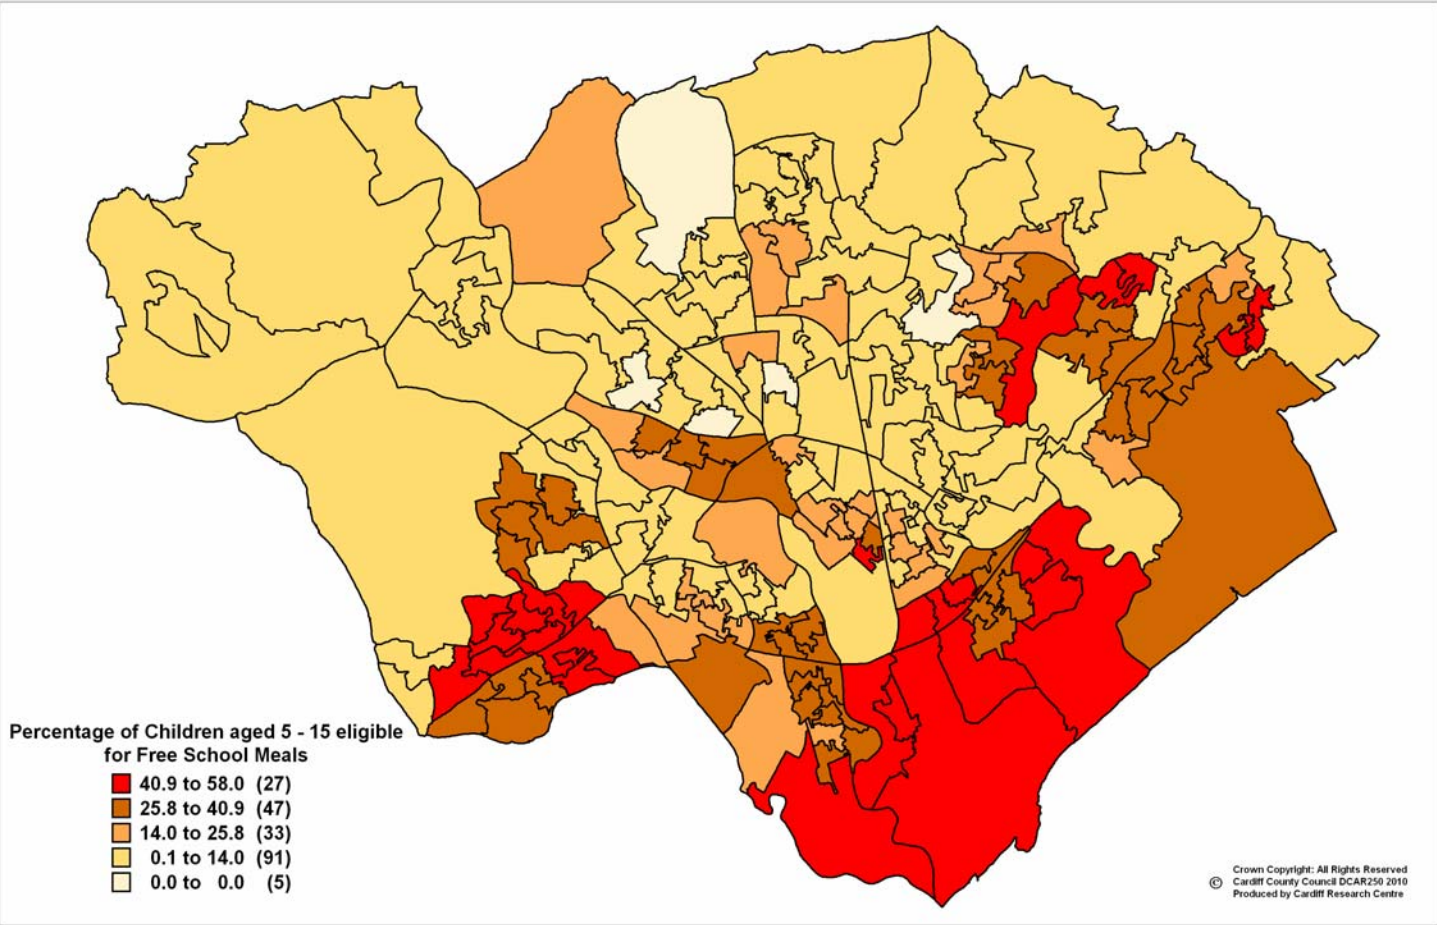 Percentage of Children aged 5 - 15 eligible
for Free School Meals
40.9 to 58.0 (27)
25.8 to 40.9 (47)
14.0 to 25.8 (33)
0.1 to 14.0 (91)
0.0 to 0.0 (5)
Crown Copyright: All Rights Reserved
© Cardiff County Council DCAR250 2010
Produced by Cardiff Research Centre